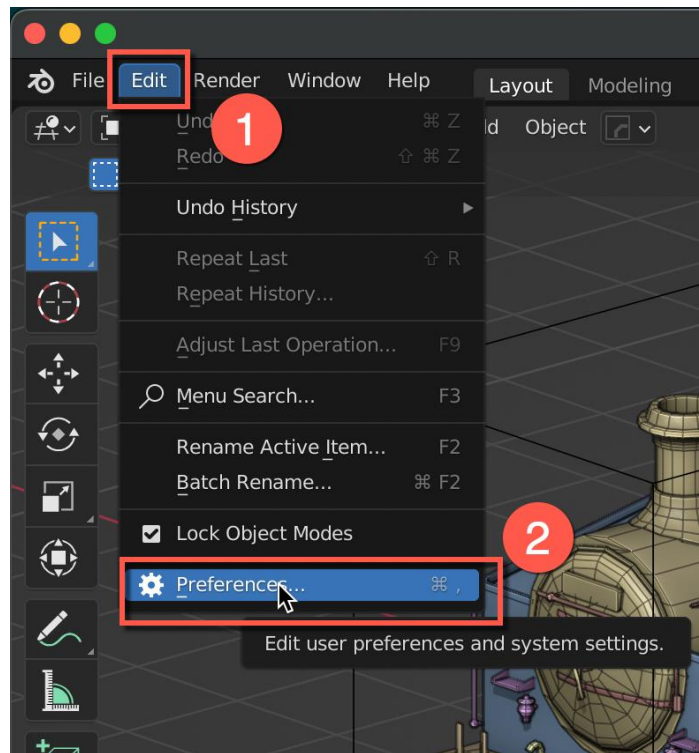 File Edit Render Window Help Layout Modeling
1
Und ⌘ Z ld Object
Redo ⇧ ⌘ Z
Undo History
Repeat Last ⇧ R
Repeat History...
Adjust Last Operation... F9
Menu Search... F3
Rename Active Item... F2
Batch Rename... ⌘ F2
Lock Object Modes
2
Preferences... ⌘ ,
Edit user preferences and system settings.